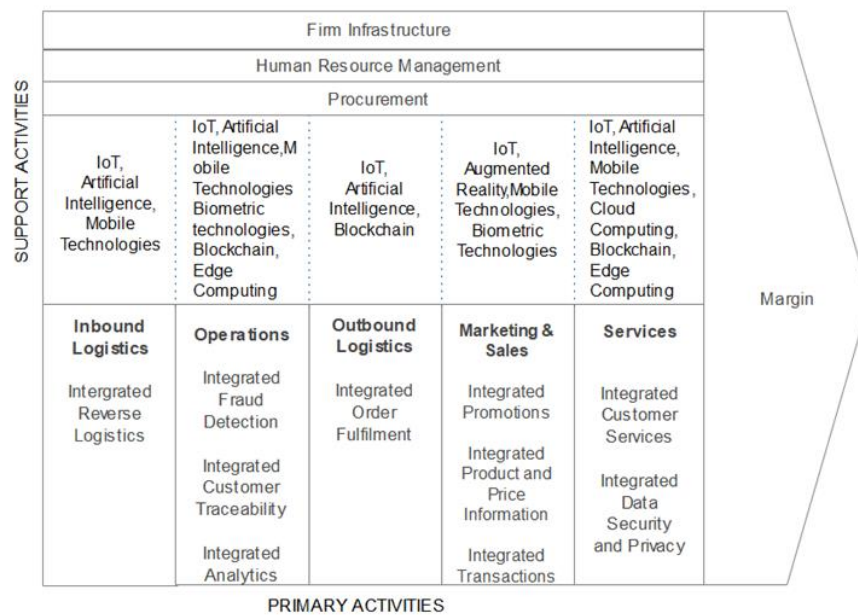 Firm Infrastructure
Human Resource Management
Procurement
SUPPORT ACTIVITIES
IoT,
Artificial
Intelligence,
Mobile
Technologies
IoT, Artificial
Intelligence,M
obile
Technologies
Biometric
technologies,
Blockchain,
Edge
Computing
IoT,
Artificial
Intelligence,
Blockchain
IoT,
Augmented
Reality,Mobile
Technologies,
Biometric
Technologies
IoT, Artificial
Intelligence,
Mobile
Technologies,
Cloud
Computing,
Blockchain,
Edge
Computing
Margin
Inbound
Logistics
Intergrated
Reverse
Logistics
Operations
Integrated
Fraud
Detection
Integrated
Customer
Traceability
Integrated
Analytics
Outbound
Logistics
Integrated
Order
Fulfilment
Marketing &
Sales
Integrated
Promotions
Integrated
Product and
Price
Information
Integrated
Transactions
Services
Integrated
Customer
Services
Integrated
Data
Security
and Privacy
PRIMARY ACTIVITIES